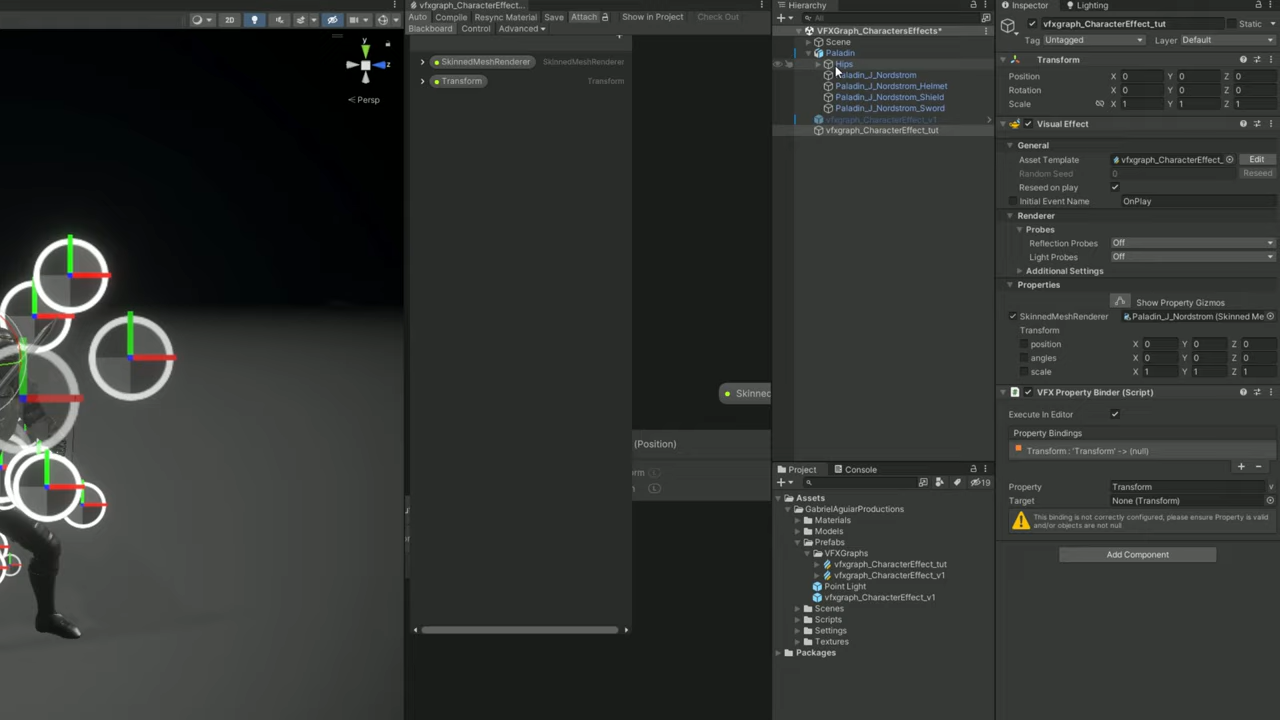 2D
Persp
y
z
vfxgraph_CharacterEffect...
Auto Compile Resync Material Save Attach Show in Project Check Out
Blackboard Control Advanced
SkinnedMeshRenderer SkinnedMeshRenderer
Transform Transform
Skinned
(Position)
Hierarchy
All
VFXGraph_CharactersEffects*
Scene
Paladin
Hips
Paladin_J_Nordstrom
Paladin_J_Nordstrom_Helmet
Paladin_J_Nordstrom_Shield
Paladin_J_Nordstrom_Sword
vfxgraph_CharacterEffect_v1
vfxgraph_CharacterEffect_tut
Project Console
19
Assets
GabrielAguiarProductions
Materials
Models
Prefabs
VFXGraphs
vfxgraph_CharacterEffect_tut
vfxgraph_CharacterEffect_v1
Point Light
vfxgraph_CharacterEffect_v1
Scenes
Scripts
Settings
Textures
Packages
Inspector Lighting
vfxgraph_CharacterEffect_tut Static
Tag Untagged Layer Default
Transform
Position X 0 Y 0 Z 0
Rotation X 0 Y 0 Z 0
Scale X 1 Y 1 Z 1
Visual Effect
General
Asset Template vfxgraph_CharacterEffect_ Edit
Random Seed 0 Reseed
Reseed on play
Initial Event Name OnPlay
Renderer
Probes
Reflection Probes Off
Light Probes Off
Additional Settings
Properties
Show Property Gizmos
SkinnedMeshRenderer Paladin_J_Nordstrom (Skinned Me
Transform
position X 0 Y 0 Z 0
angles X 0 Y 0 Z 0
scale X 1 Y 1 Z 1
VFX Property Binder (Script)
Execute In Editor
Property Bindings
Transform : 'Transform' -> (null)
Property Transform
Target None (Transform)
This binding is not correctly configured, please ensure Property is valid
and/or objects are not null
Add Component